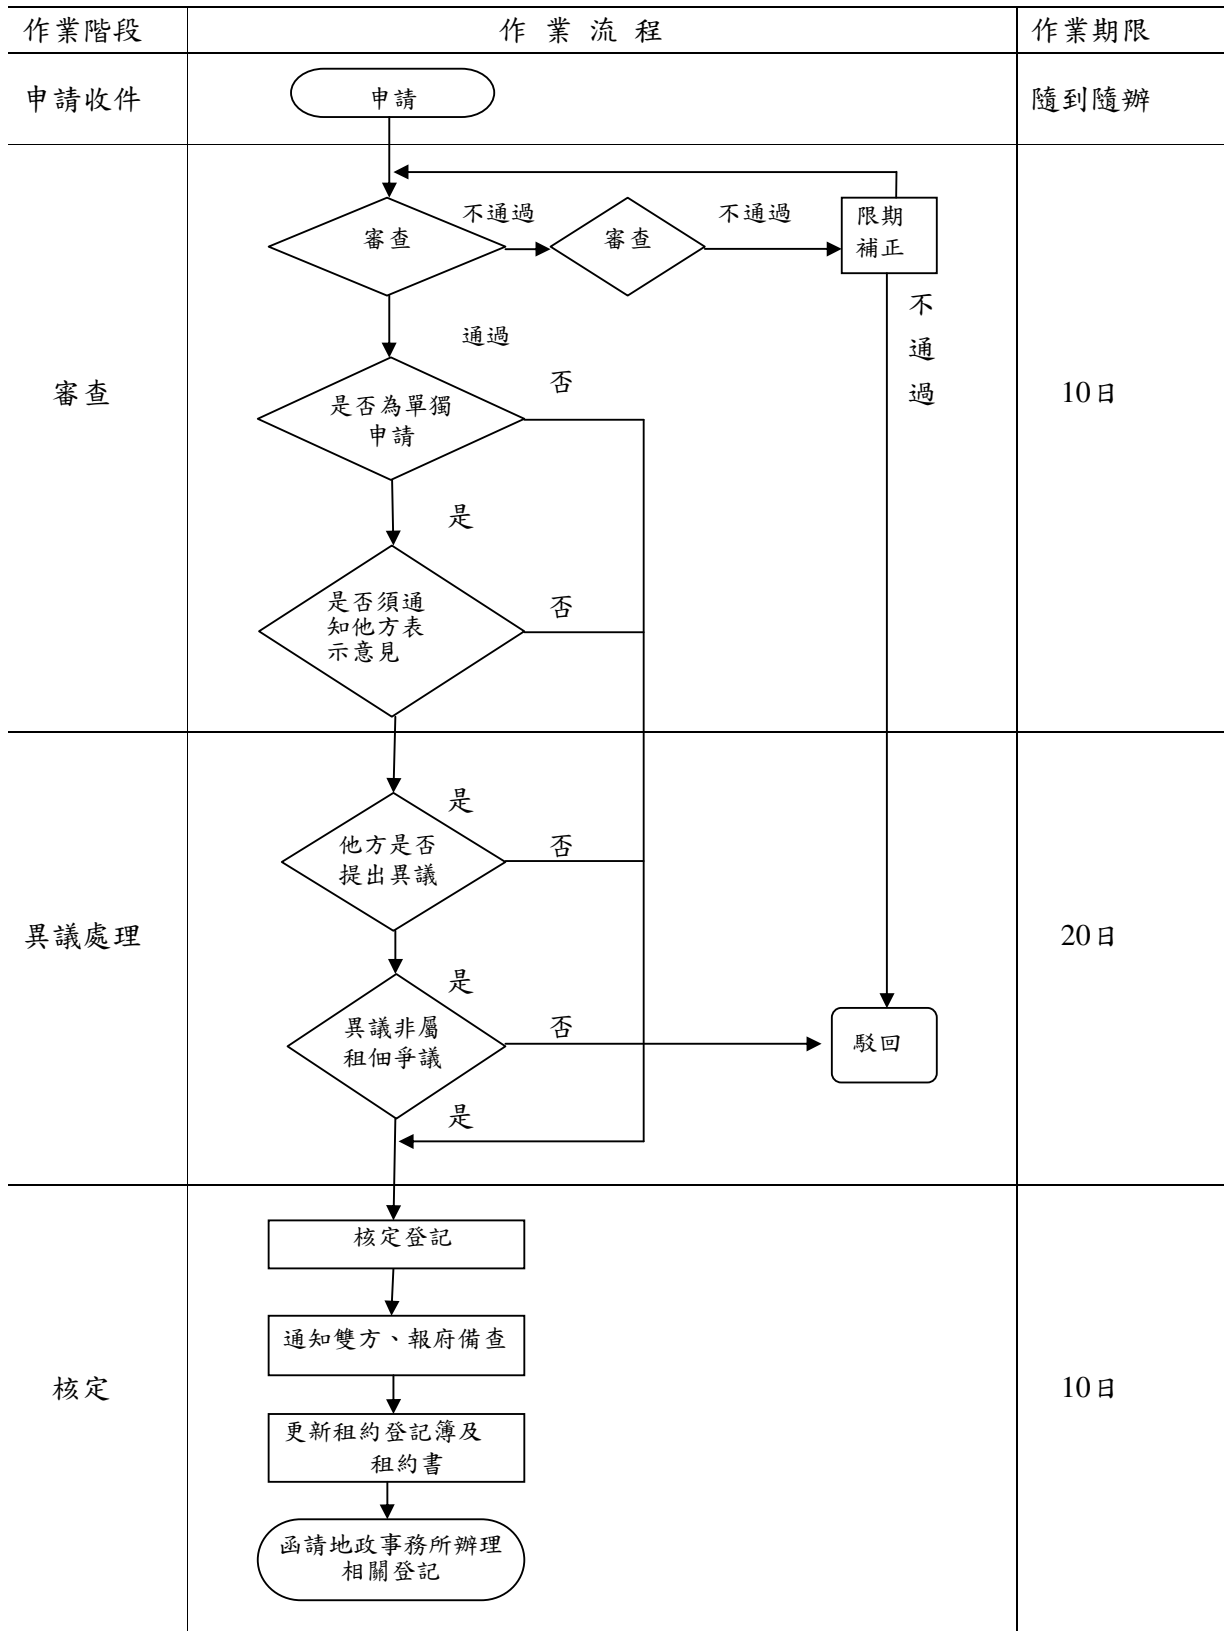 作業階段
作業流程
作業期限
申請收件
申請
隨到隨辦
審查
審查
不通過
審查
不通過
限期
補正
不
通
過
10日
通過
是否為單獨
申請
否
是
是否須通
知他方表
示意見
否
異議處理
是
他方是否
提出異議
否
20日
是
異議非屬
租佃爭議
否
駁回
是
核定
核定登記
通知雙方、報府備查
10日
更新租約登記簿及
租約書
函請地政事務所辦理
相關登記